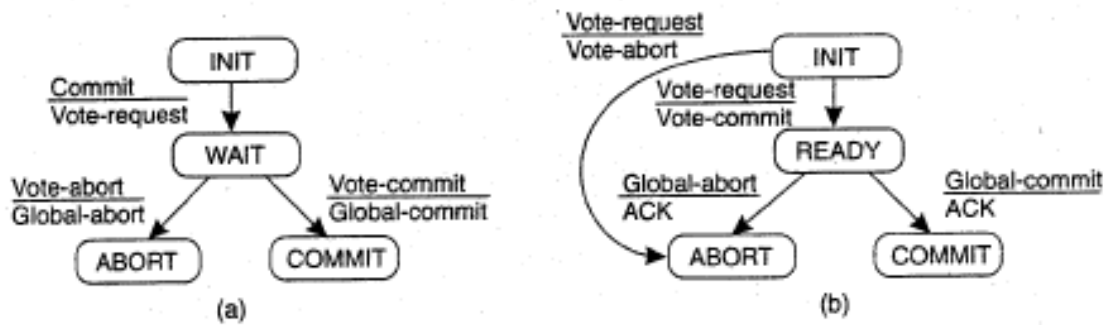 INIT
Commit
Vote-request
WAIT
Vote-abort
Global-abort
Vote-commit
Global-commit
ABORT
COMMIT
(a)
Vote-request
Vote-abort
INIT
Vote-request
Vote-commit
READY
Global-abort
ACK
Global-commit
ACK
ABORT
COMMIT
(b)